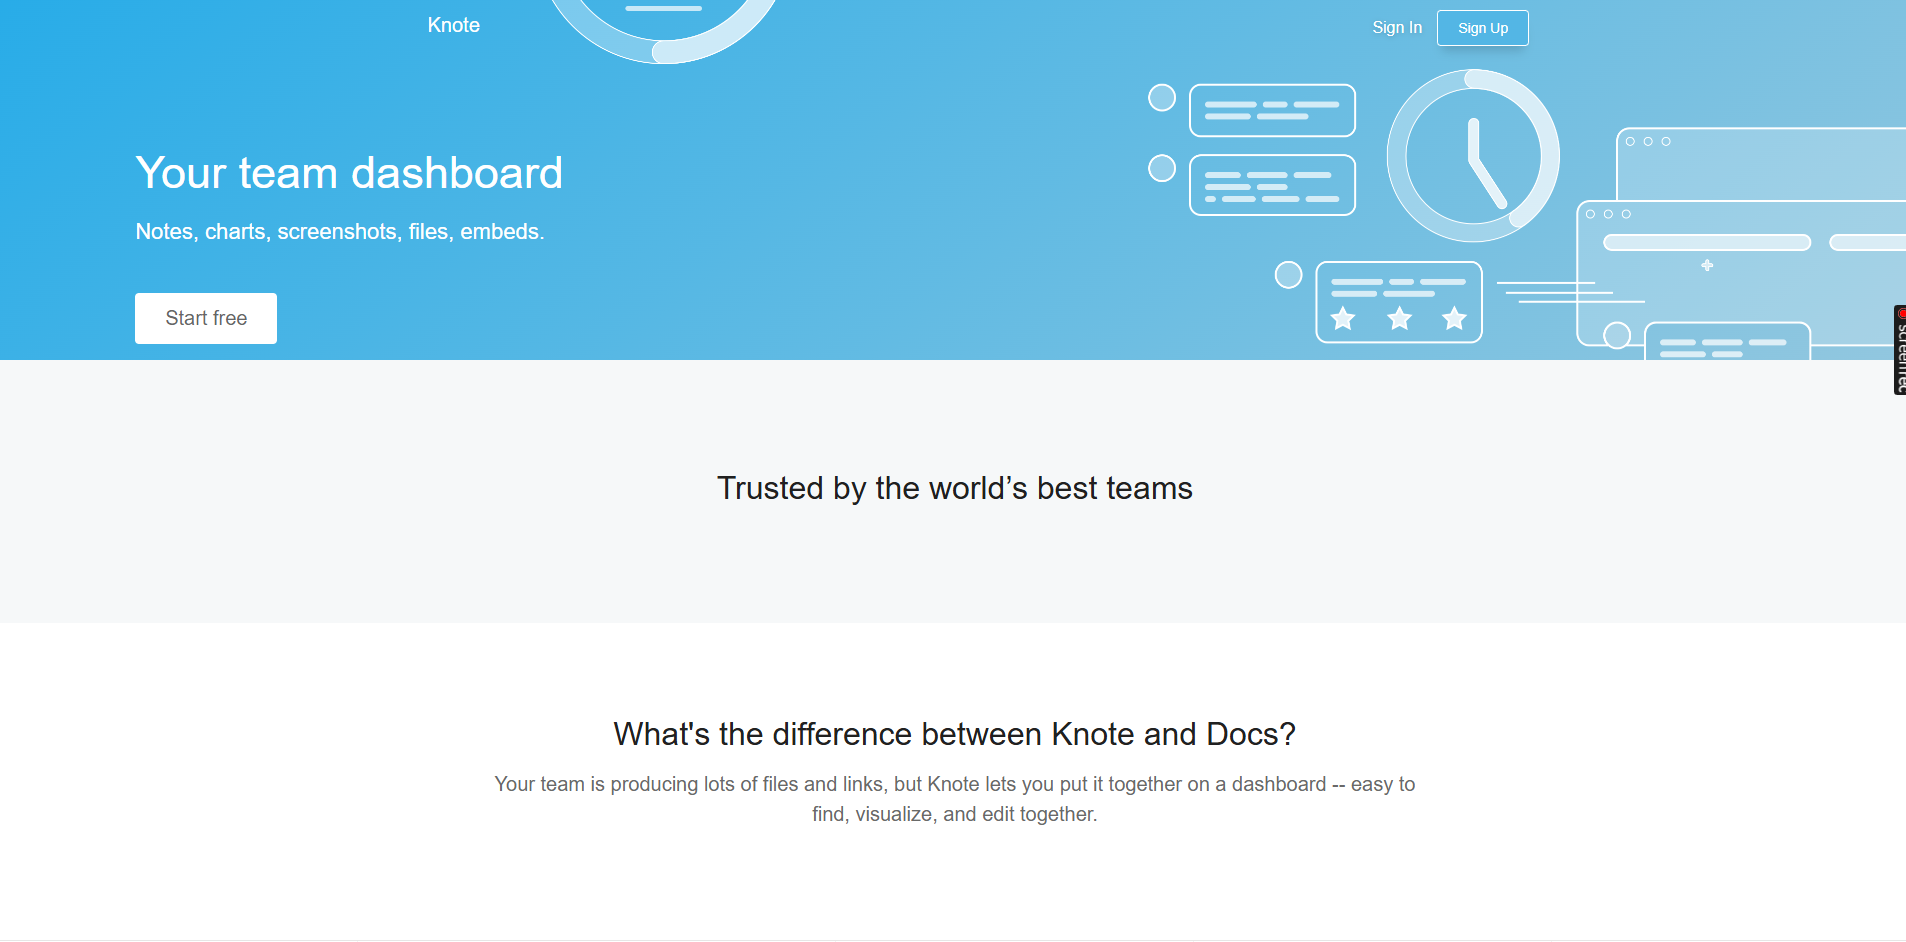 Knote
Sign In
Sign Up
Your team dashboard
Notes, charts, screenshots, files, embeds.
Start free
screenrec
Trusted by the world’s best teams
What's the difference between Knote and Docs?
Your team is producing lots of files and links, but Knote lets you put it together on a dashboard -- easy to
find, visualize, and edit together.